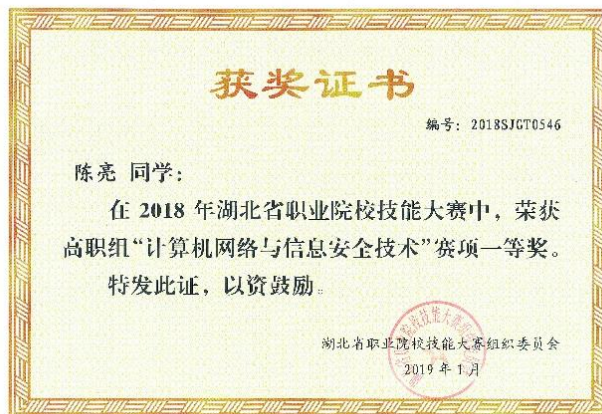 获奖证书
编号：2018SJGT0546
陈亮 同学：
在 2018 年湖北省职业院校技能大赛中，荣获
高职组“计算机网络与信息安全技术”赛项一等奖。
特发此证，以资鼓励。
湖北省职业院校技能大赛组织委员会
2019 年 1 月